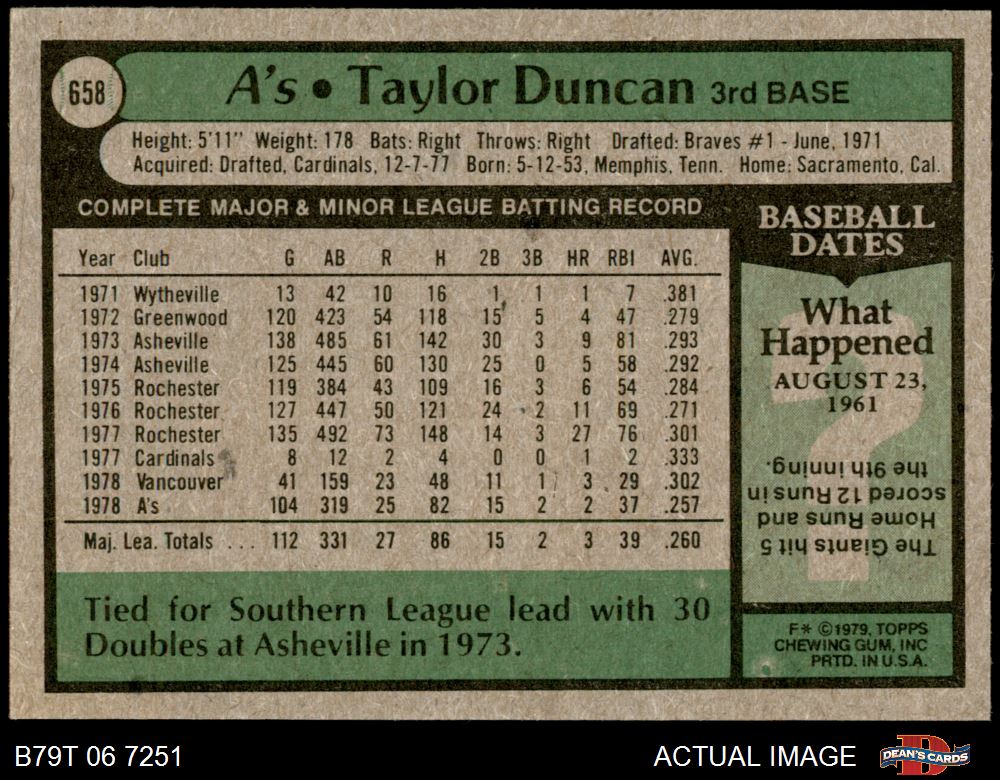 658
A's • Taylor Duncan 3rd BASE
Height: 5'11" Weight: 178 Bats: Right Throws: Right Drafted: Braves #1 - June, 1971
Acquired: Drafted, Cardinals, 12-7-77 Born: 5-12-53, Memphis, Tenn. Home: Sacramento, Cal.
COMPLETE MAJOR & MINOR LEAGUE BATTING RECORD
Year Club G AB R H 2B 3B HR RBI AVG.
1971 Wytheville 13 42 10 16 1 1 1 7 .381
1972 Greenwood 120 423 54 118 15 5 4 47 .279
1973 Asheville 138 485 61 142 30 3 9 81 .293
1974 Asheville 125 445 60 130 25 0 5 58 .292
1975 Rochester 119 384 43 109 16 3 6 54 .284
1976 Rochester 127 447 50 121 24 2 11 69 .271
1977 Rochester 135 492 73 148 14 3 27 76 .301
1977 Cardinals 8 12 2 4 0 0 1 2 .333
1978 Vancouver 41 159 23 48 11 1 3 29 .302
1978 A's 104 319 25 82 15 2 2 37 .257
Maj. Lea. Totals ... 112 331 27 86 15 2 3 39 .260
Tied for Southern League lead with 30
Doubles at Asheville in 1973.
BASEBALL
DATES
What
Happened
AUGUST 23,
1961
?
The Giants hit 5
Home Runs and
scored 12 Runs in
the 9th inning.
F* ©1979, TOPPS
CHEWING GUM, INC
PRTD. IN U.S.A.
B79T 06 7251
ACTUAL IMAGE
D
DEAN'S CARDS